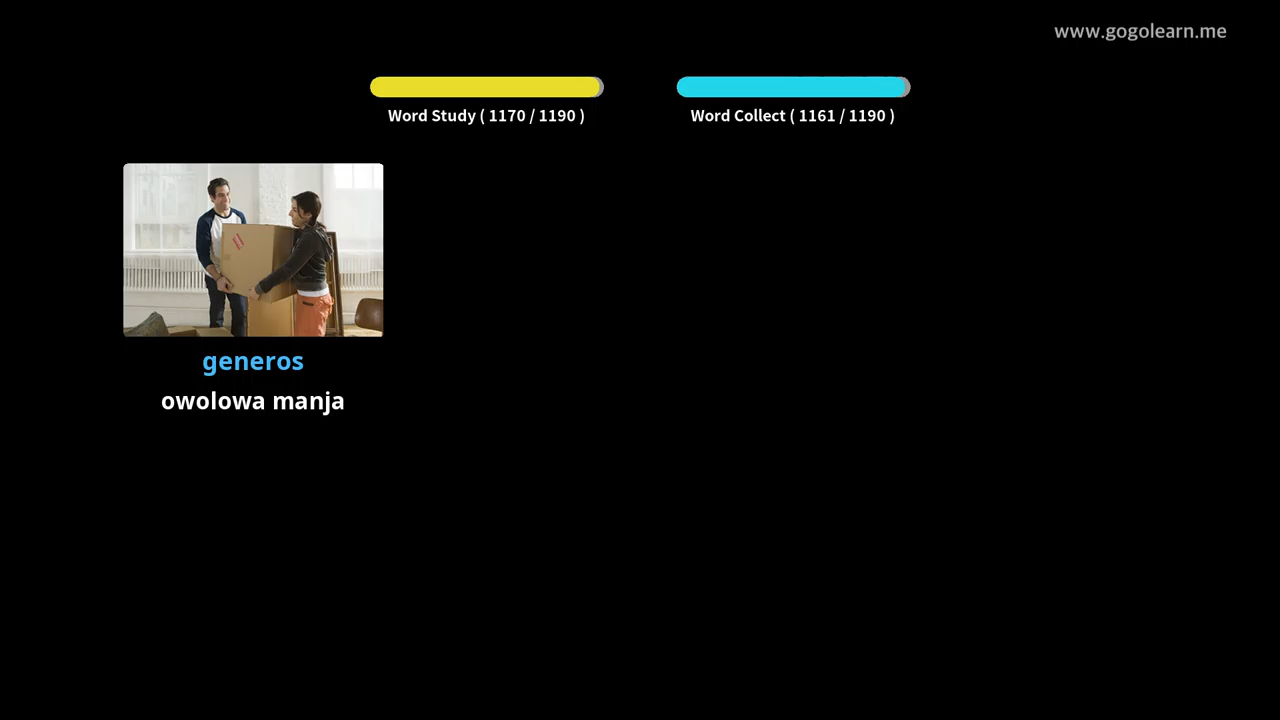 www.gogolearn.me
Word Study ( 1170 / 1190 )
Word Collect ( 1161 / 1190 )
generos
owolowa manja